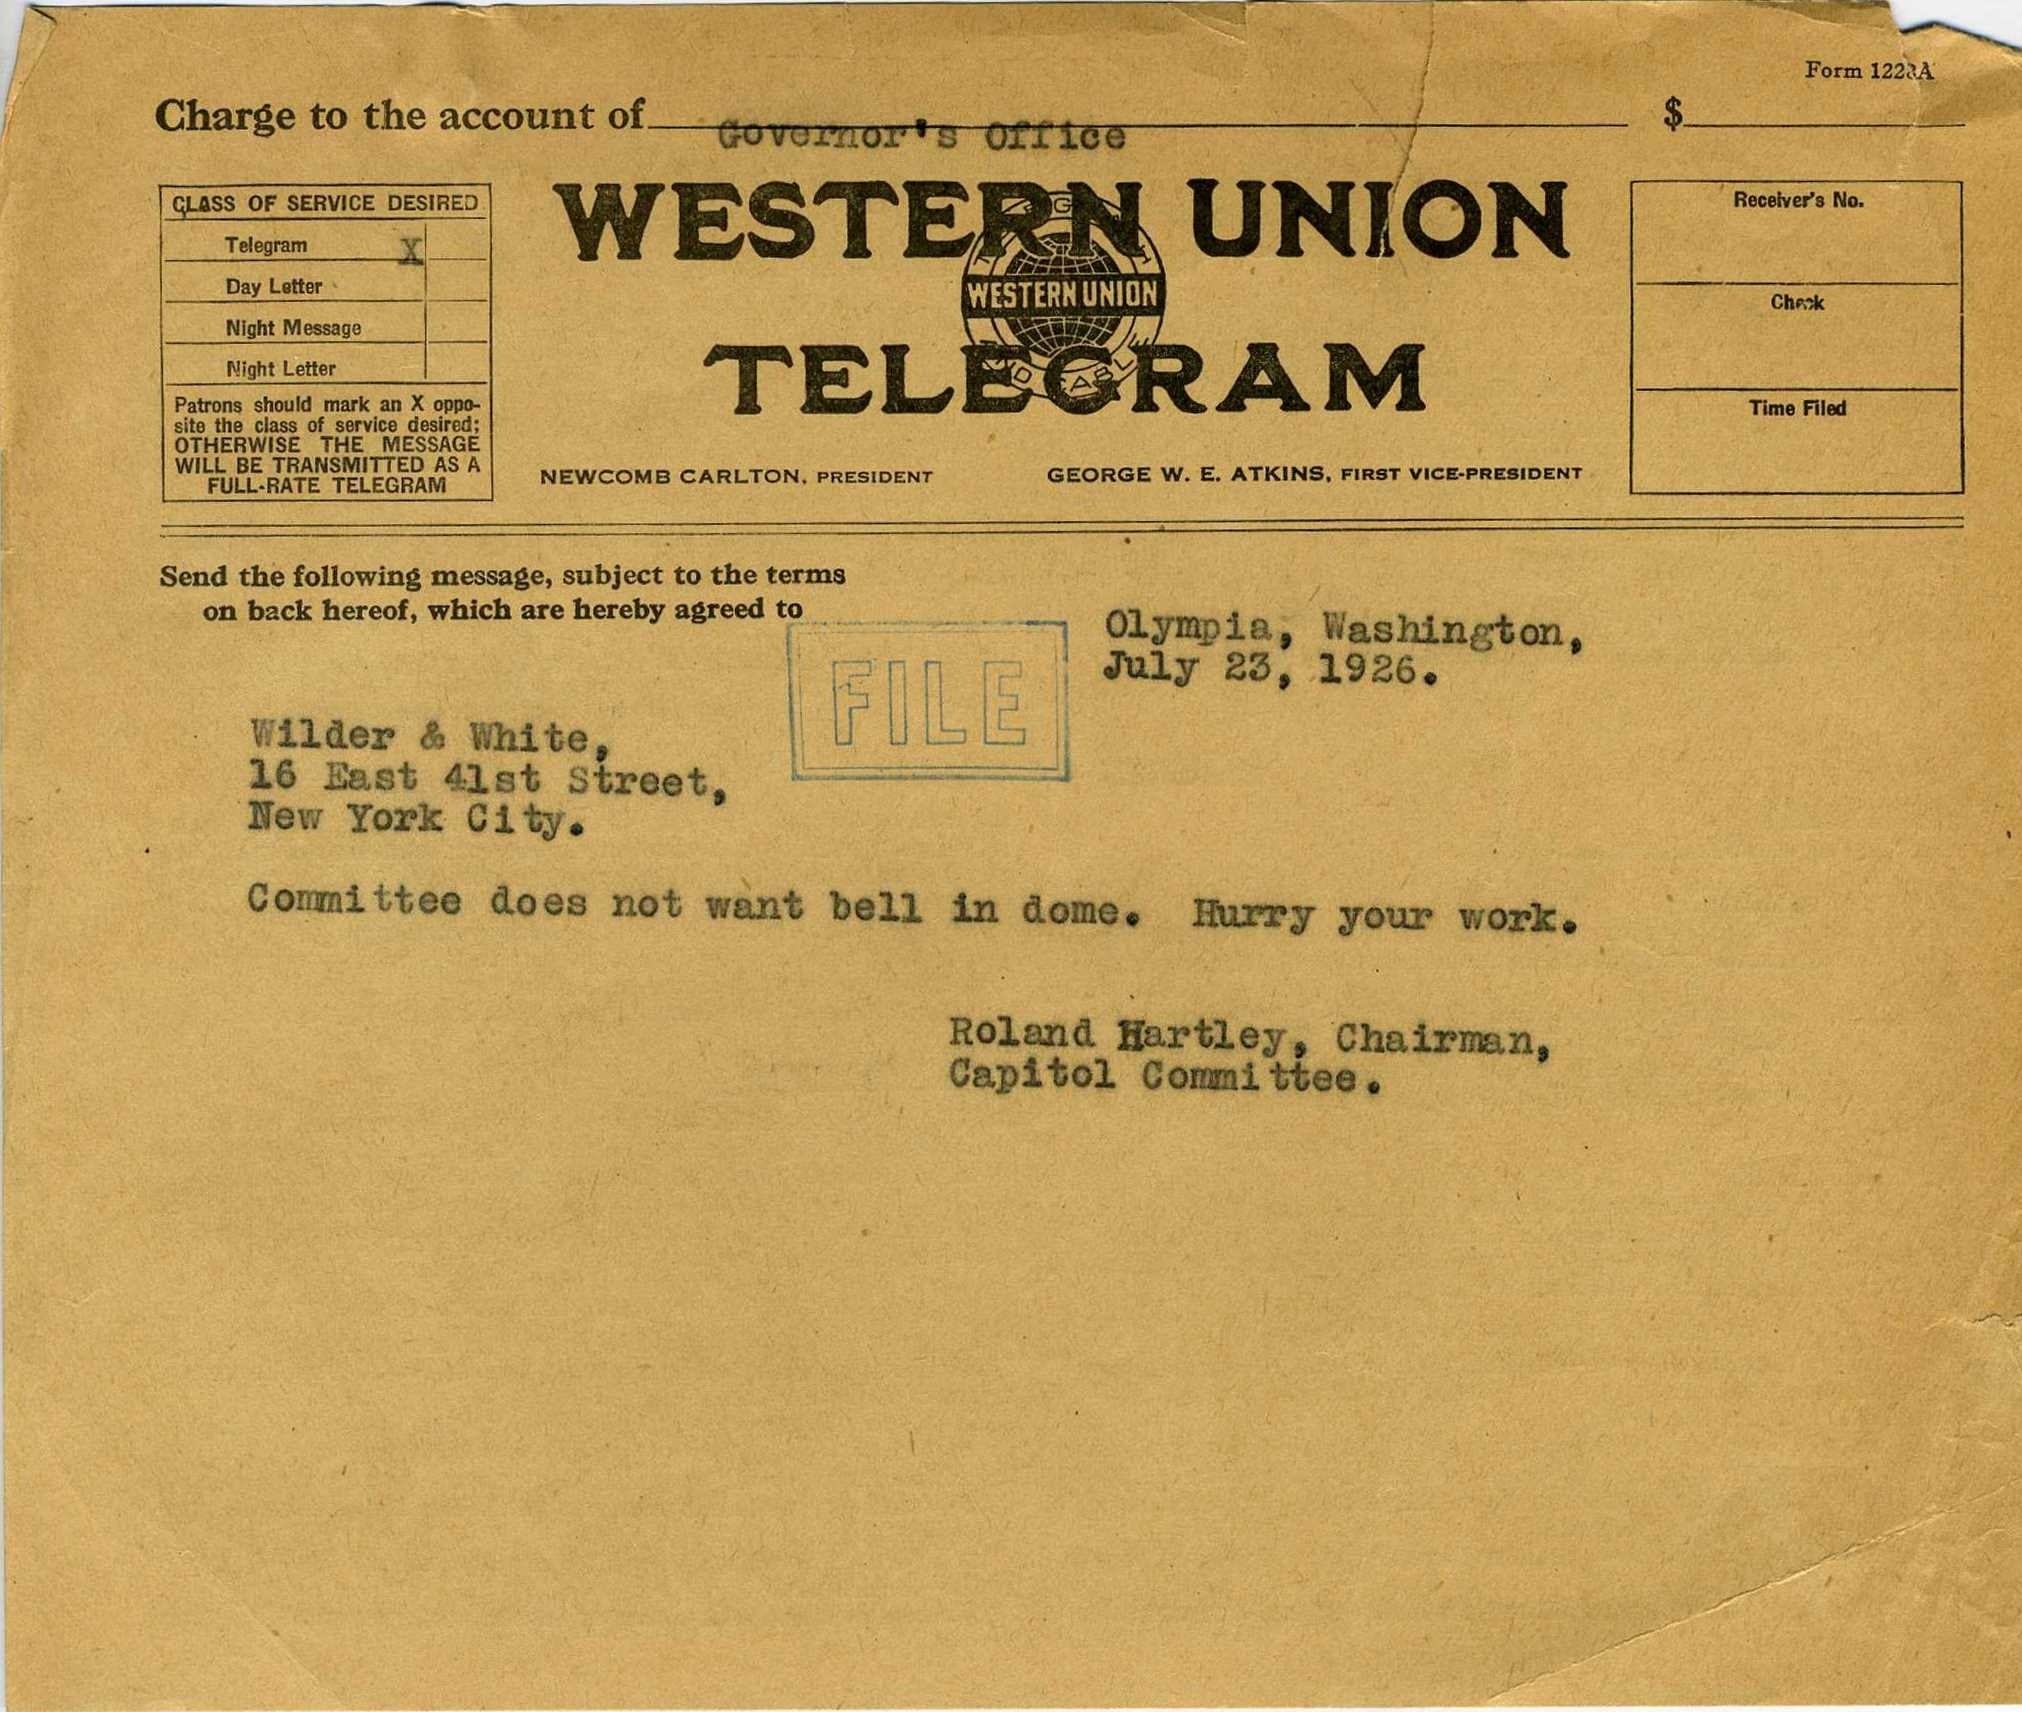 Form 1228A
Charge to the account of Governor's Office $
CLASS OF SERVICE DESIRED
Telegram X
Day Letter
Night Message
Night Letter
Patrons should mark an X oppo-
site the class of service desired;
OTHERWISE THE MESSAGE
WILL BE TRANSMITTED AS A
FULL-RATE TELEGRAM
WESTERN UNION
WESTERN UNION
TELEGRAM
NEWCOMB CARLTON, PRESIDENT
GEORGE W. E. ATKINS, FIRST VICE-PRESIDENT
Receiver's No.
Check
Time Filed
Send the following message, subject to the terms
on back hereof, which are hereby agreed to
FILE
Olympia, Washington,
July 23, 1926.
Wilder & White,
16 East 41st Street,
New York City.
Committee does not want bell in dome. Hurry your work.
Roland Hartley, Chairman,
Capitol Committee.